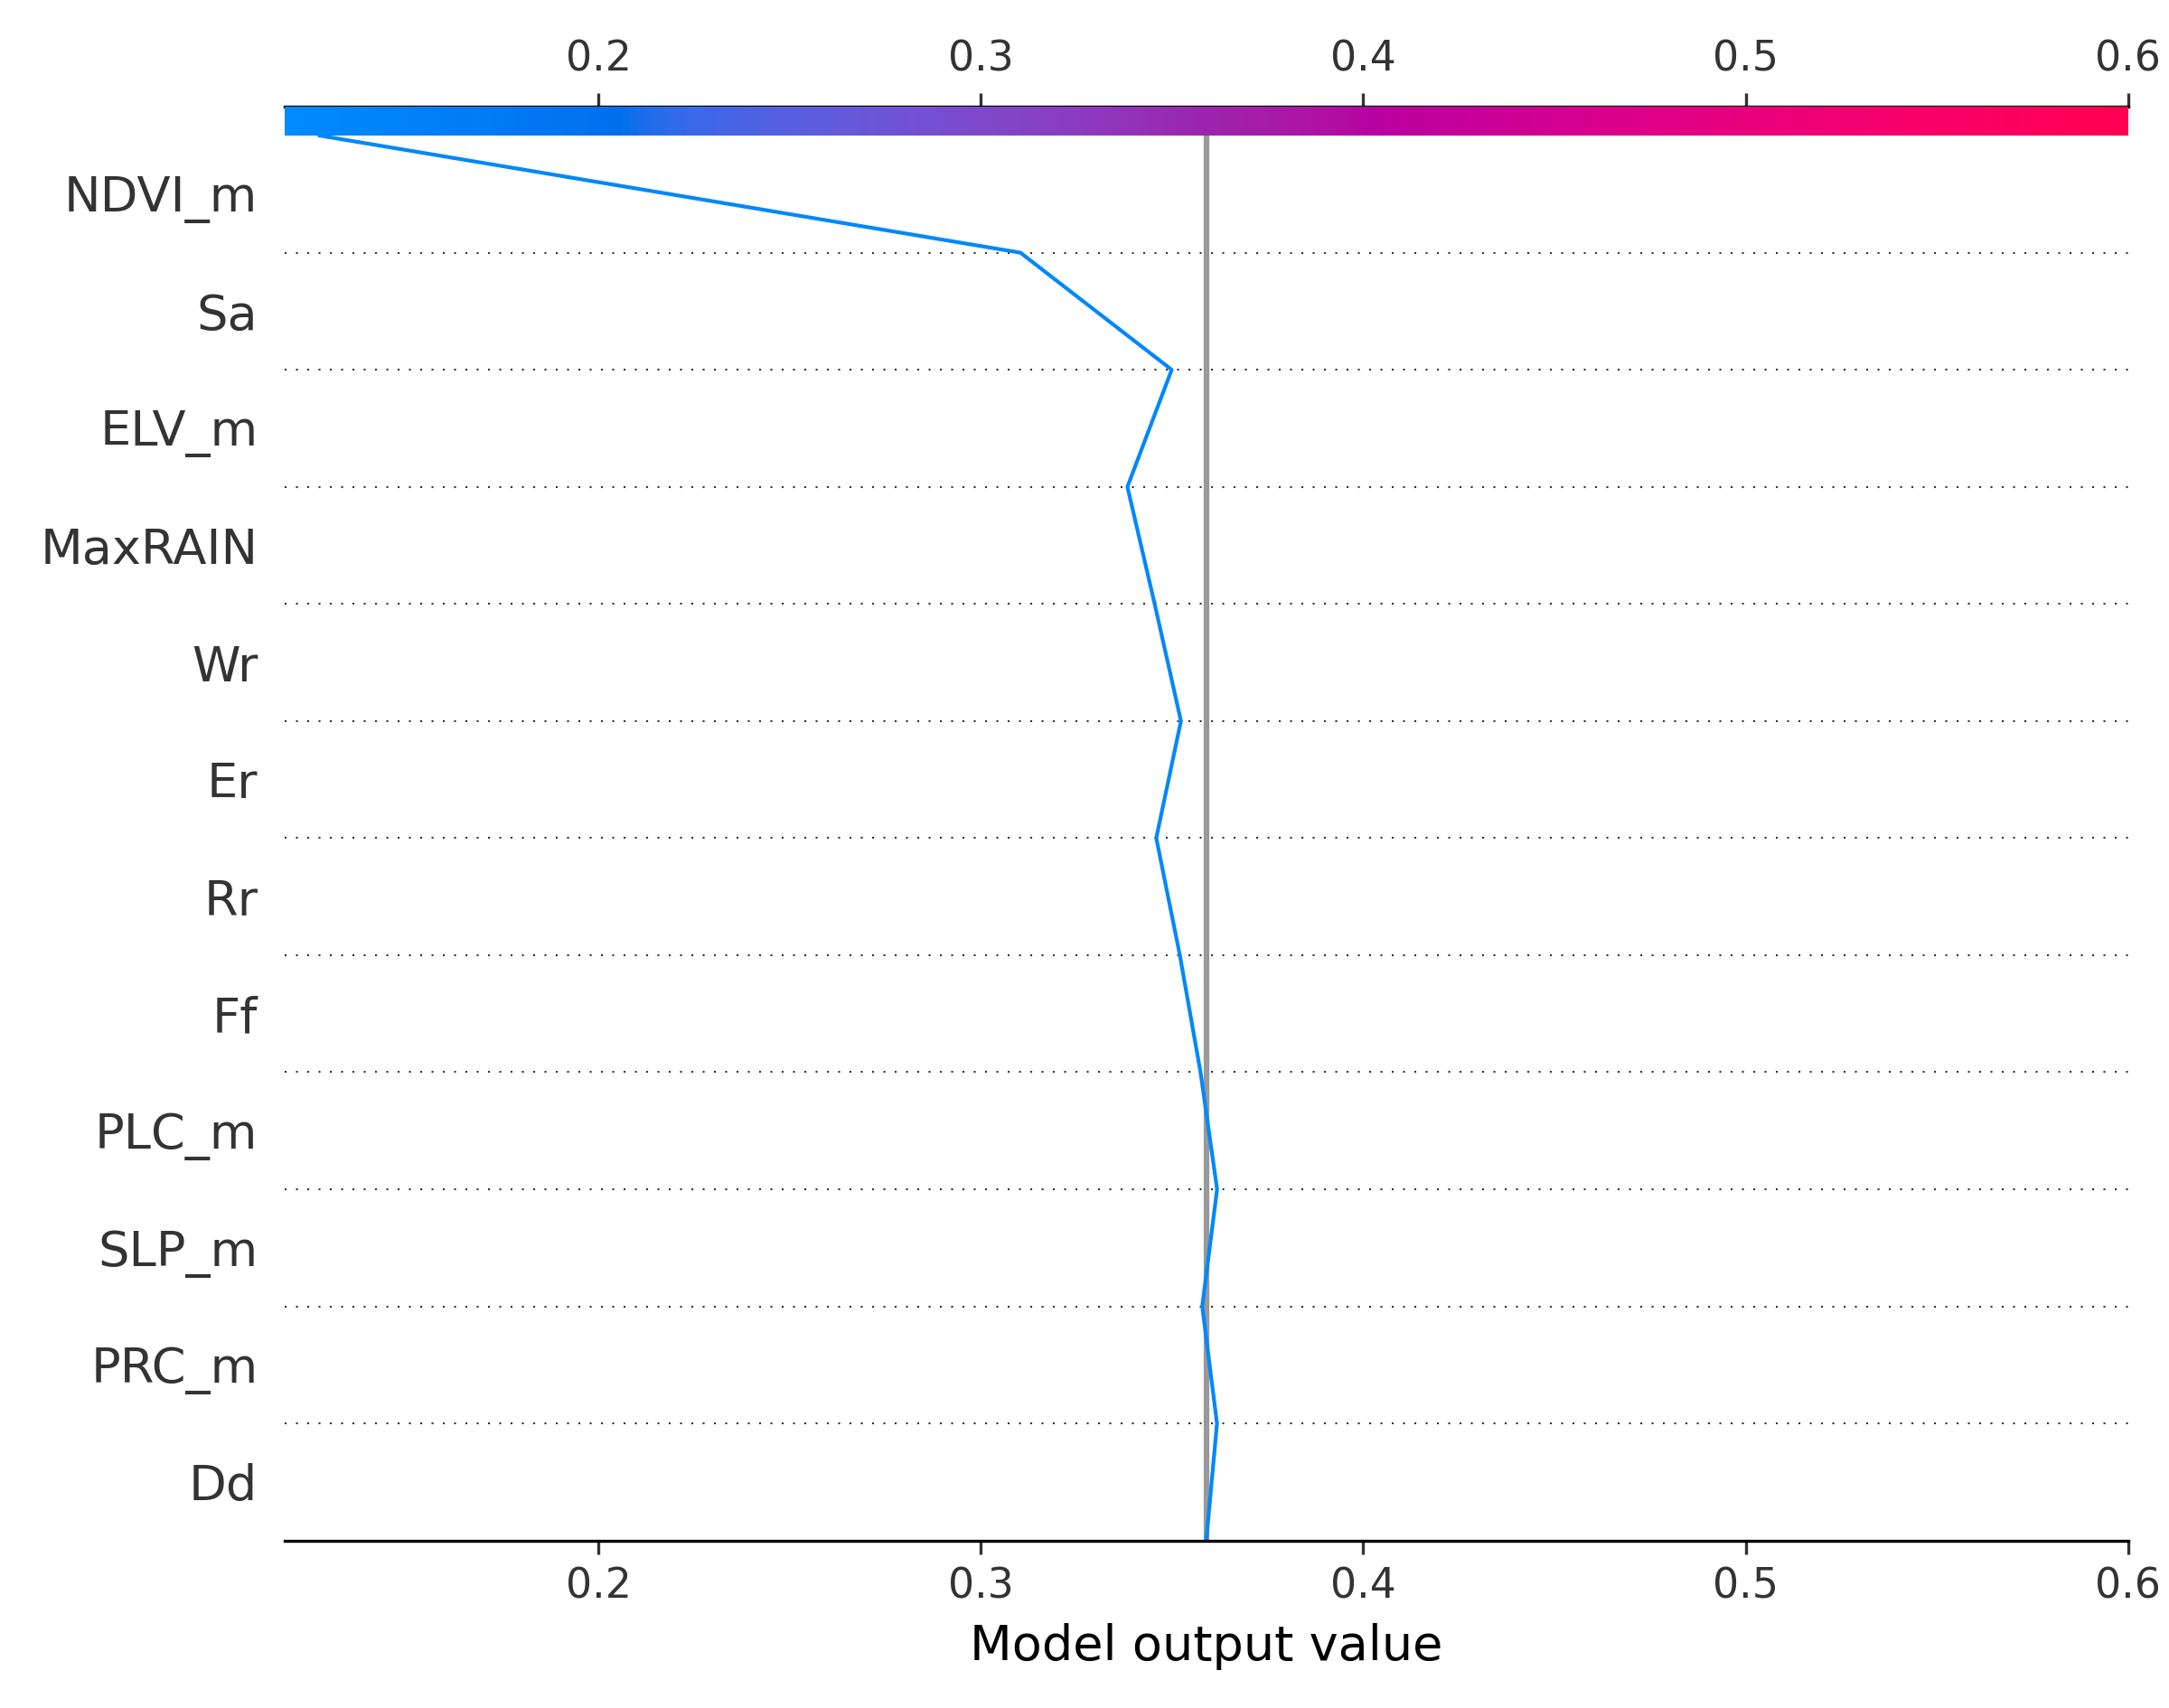 0.2 0.3 0.4 0.5 0.6
NDVI_m
Sa
ELV_m
MaxRAIN
Wr
Er
Rr
Ff
PLC_m
SLP_m
PRC_m
Dd
0.2 0.3 0.4 0.5 0.6
Model output value